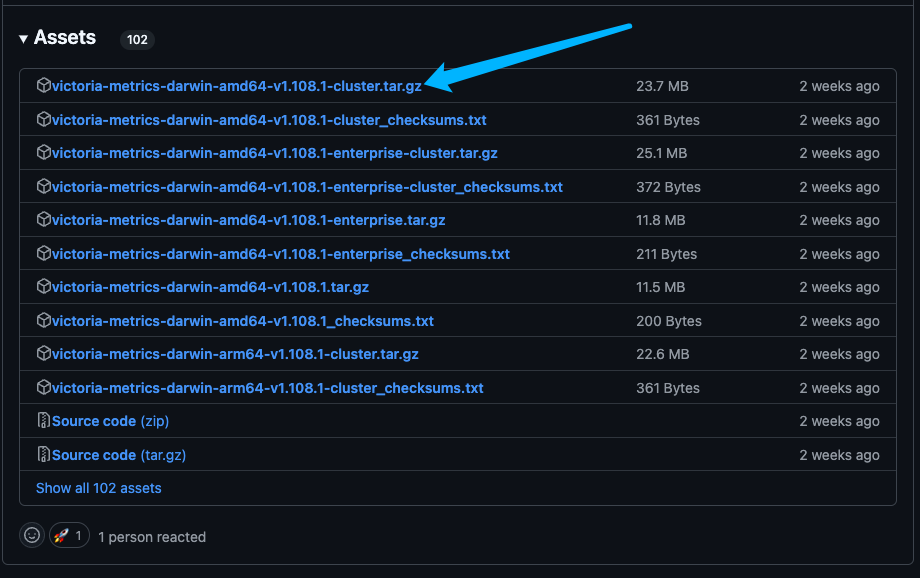 Assets 102
victoria-metrics-darwin-amd64-v1.108.1-cluster.tar.gz 23.7 MB 2 weeks ago
victoria-metrics-darwin-amd64-v1.108.1-cluster_checksums.txt 361 Bytes 2 weeks ago
victoria-metrics-darwin-amd64-v1.108.1-enterprise-cluster.tar.gz 25.1 MB 2 weeks ago
victoria-metrics-darwin-amd64-v1.108.1-enterprise-cluster_checksums.txt 372 Bytes 2 weeks ago
victoria-metrics-darwin-amd64-v1.108.1-enterprise.tar.gz 11.8 MB 2 weeks ago
victoria-metrics-darwin-amd64-v1.108.1-enterprise_checksums.txt 211 Bytes 2 weeks ago
victoria-metrics-darwin-amd64-v1.108.1.tar.gz 11.5 MB 2 weeks ago
victoria-metrics-darwin-amd64-v1.108.1_checksums.txt 200 Bytes 2 weeks ago
victoria-metrics-darwin-arm64-v1.108.1-cluster.tar.gz 22.6 MB 2 weeks ago
victoria-metrics-darwin-arm64-v1.108.1-cluster_checksums.txt 361 Bytes 2 weeks ago
Source code (zip) 2 weeks ago
Source code (tar.gz) 2 weeks ago
Show all 102 assets
🚀 1 1 person reacted